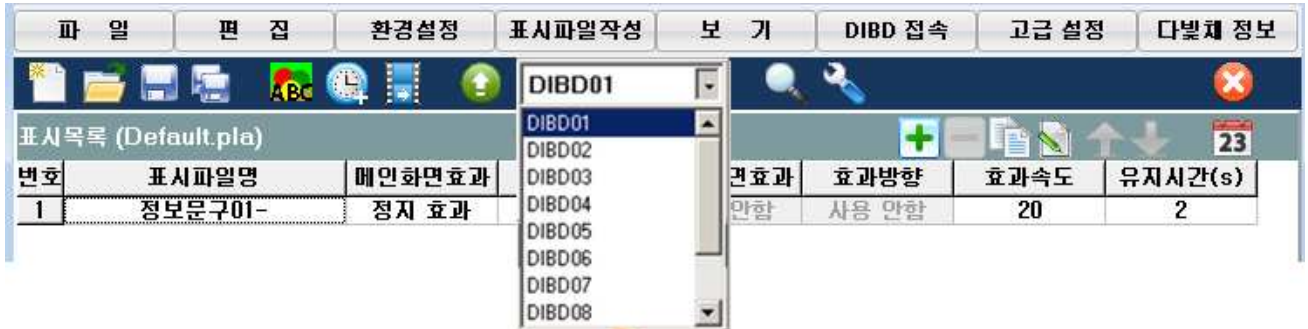 파 일 편 집 환경설정 표시파일작성 보 기 DIBD 접속 고급 설정 다빛채 정보
ABC DIBD01
DIBD01
표시목록 (Default.pla) 23
DIBD02
번호 표시파일명 메인화면효과 DIBD03 면효과 효과방향 효과속도 유지시간(s)
1 정보문구01- 정지 효과 DIBD04 안함 사용 안함 20 2
DIBD05
DIBD06
DIBD07
DIBD08